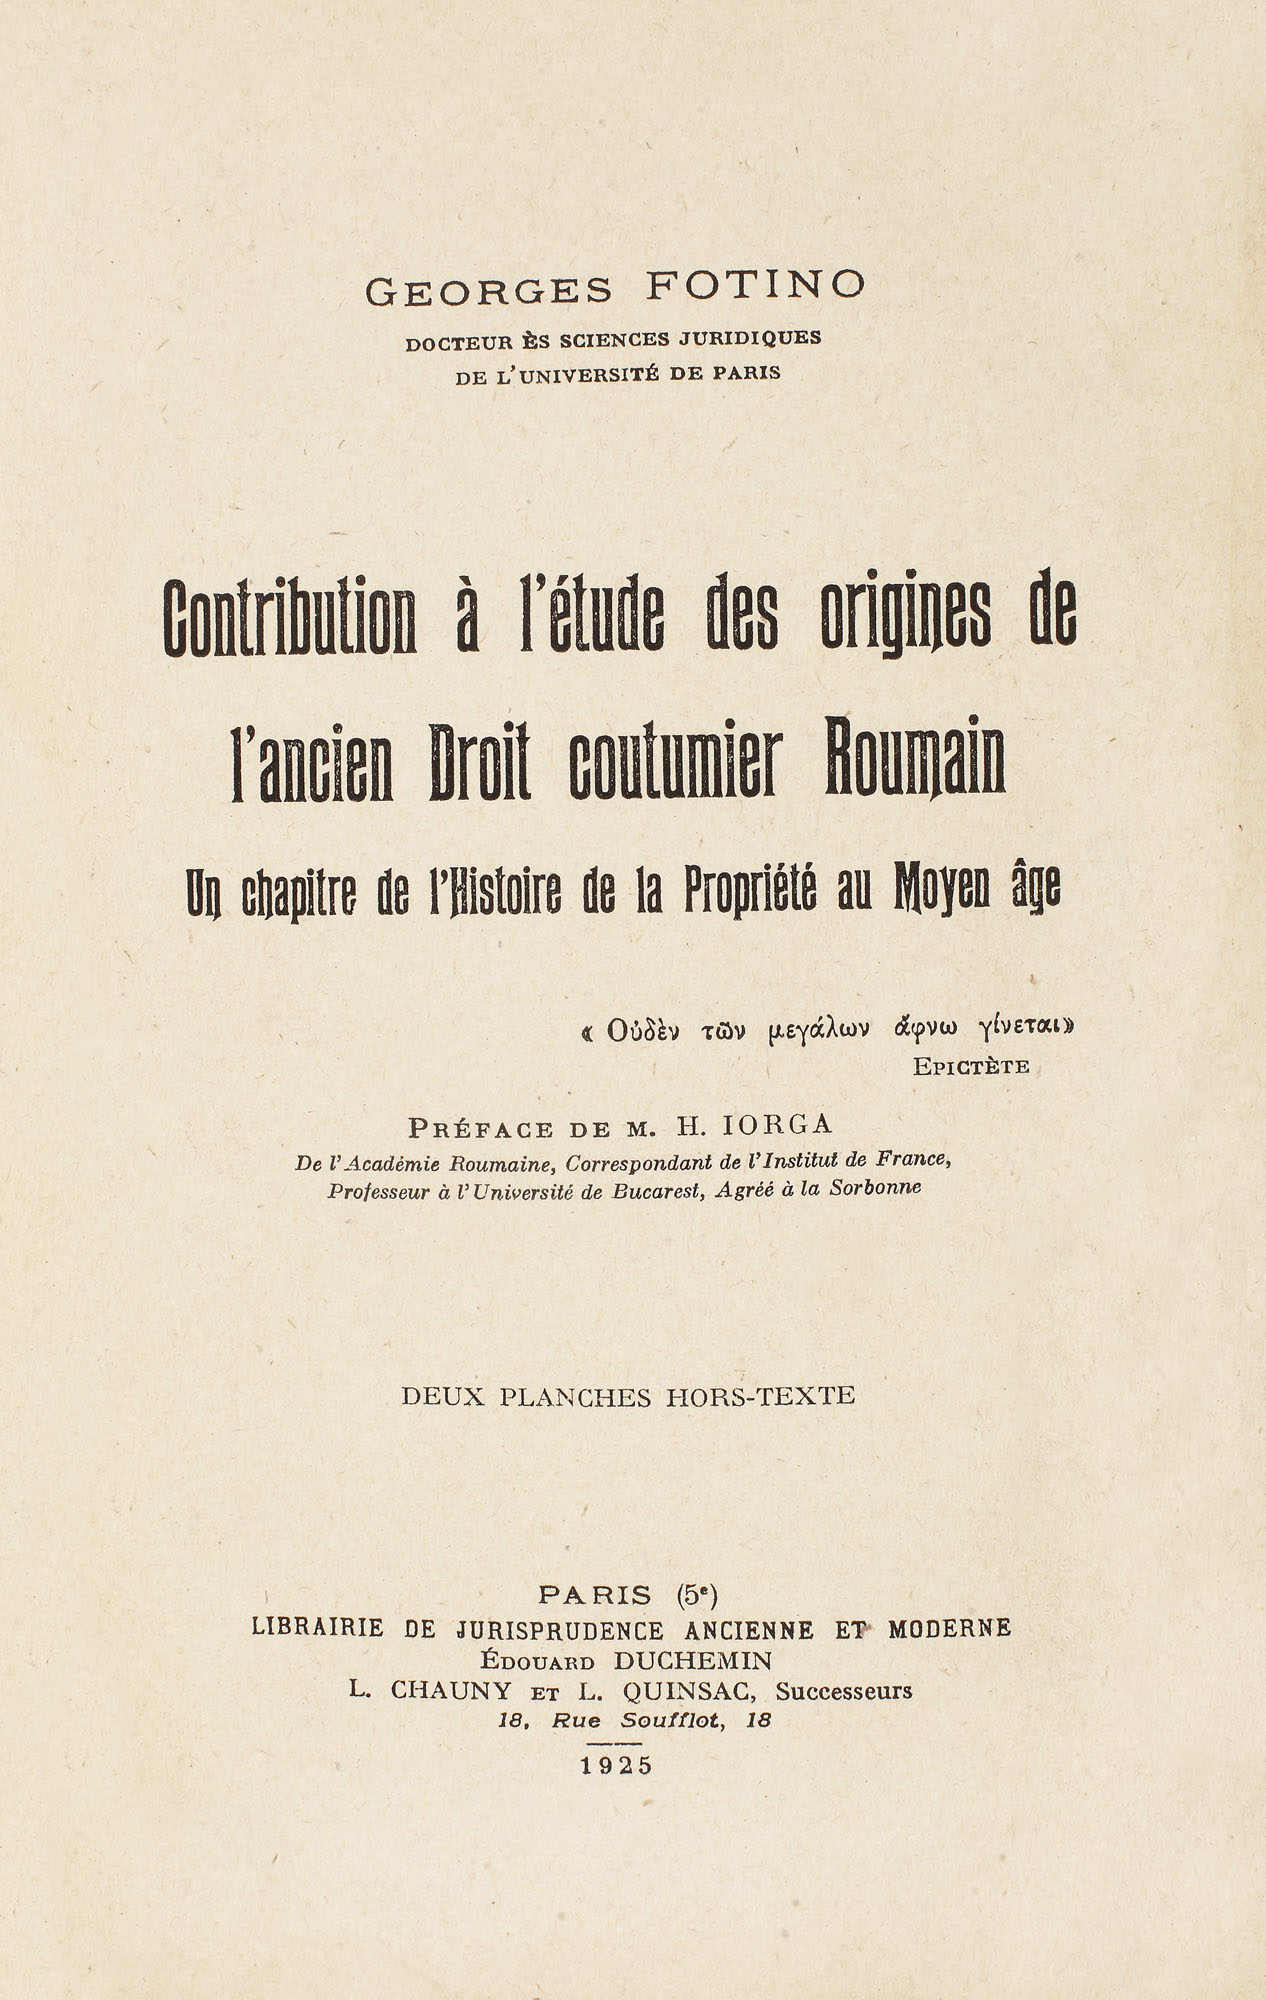 GEORGES FOTINO
DOCTEUR ÈS SCIENCES JURIDIQUES
DE L'UNIVERSITÉ DE PARIS
Contribution à l'étude des origines de
l'ancien Droit coutumier Roumain
Un chapitre de l'Histoire de la Propriété au Moyen âge
« Οὐδὲν τῶν μεγάλων ἄφνω γίνεται»
EPICTÈTE
PRÉFACE DE M. H. IORGA
De l'Académie Roumaine, Correspondant de l'Institut de France,
Professeur à l'Université de Bucarest, Agréé à la Sorbonne
DEUX PLANCHES HORS-TEXTE
PARIS (5e)
LIBRAIRIE DE JURISPRUDENCE ANCIENNE ET MODERNE
ÉDOUARD DUCHEMIN
L. CHAUNY ET L. QUINSAC, Successeurs
18, Rue Soufflot, 18
1925